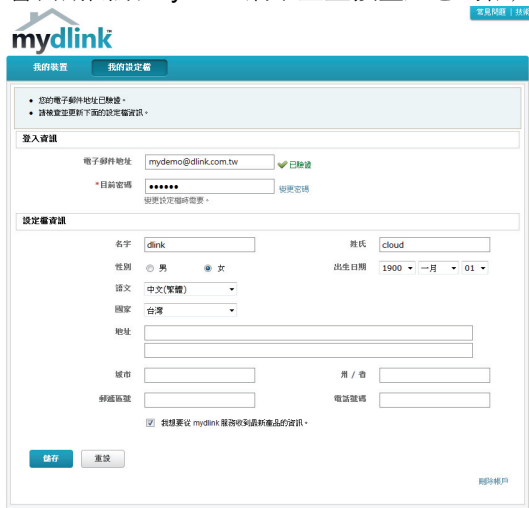 常見問題 | 技術
mydlink
我的裝置 我的設定檔
• 您的電子郵件地址已驗證。
• 請檢查並更新下面的設定檔資訊。
登入資訊
電子郵件地址 mydemo@dlink.com.tw 已驗證
*目前密碼 •••••• 變更密碼
變更設定檔時需要。
設定檔資訊
名字 dlink 姓氏 cloud
性別 男 女 出生日期 1900 一月 01
語文 中文(繁體)
國家 台灣
地址
城市 州 / 省
郵遞區號 電話號碼
我想要從 mydlink 服務收到最新產品的資訊。
儲存 重設
刪除帳戶